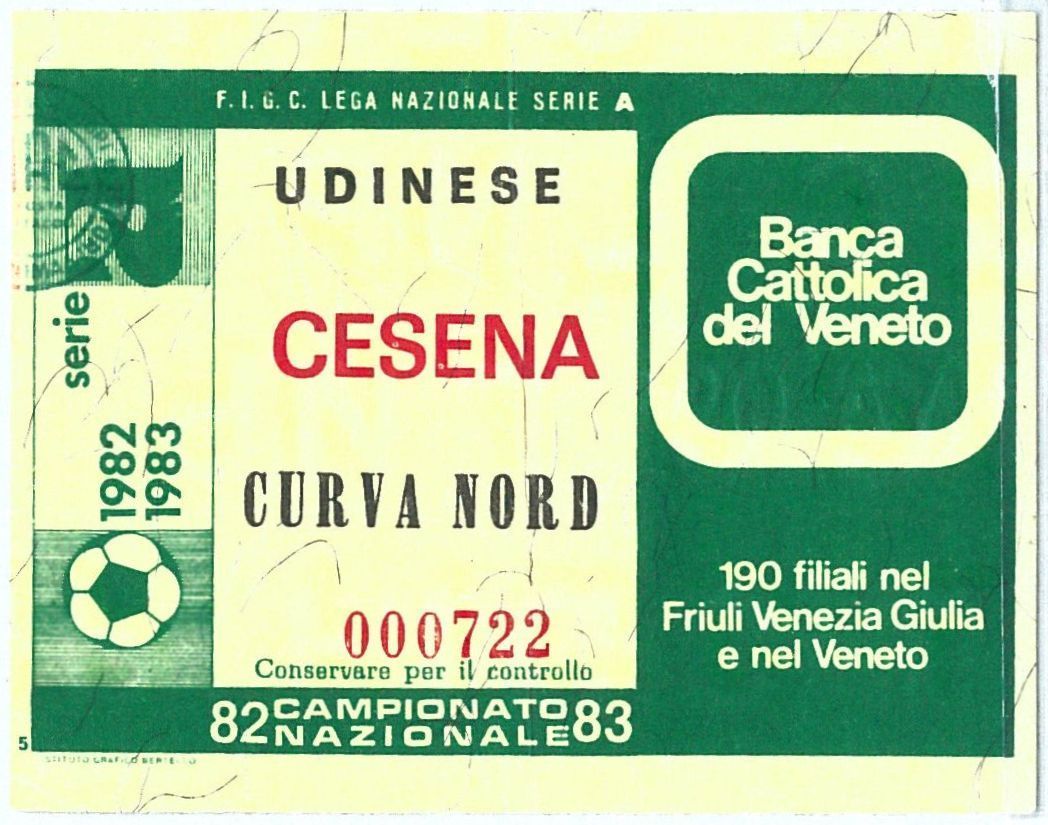 F.I.G.C. LEGA NAZIONALE SERIE A
UDINESE
CESENA
CURVA NORD
000722
Conservare per il controllo
82 CAMPIONATO NAZIONALE 83
R
serie
1982
1983
5
Banca
Cattolica
del Veneto
190 filiali nel
Friuli Venezia Giulia
e nel Veneto